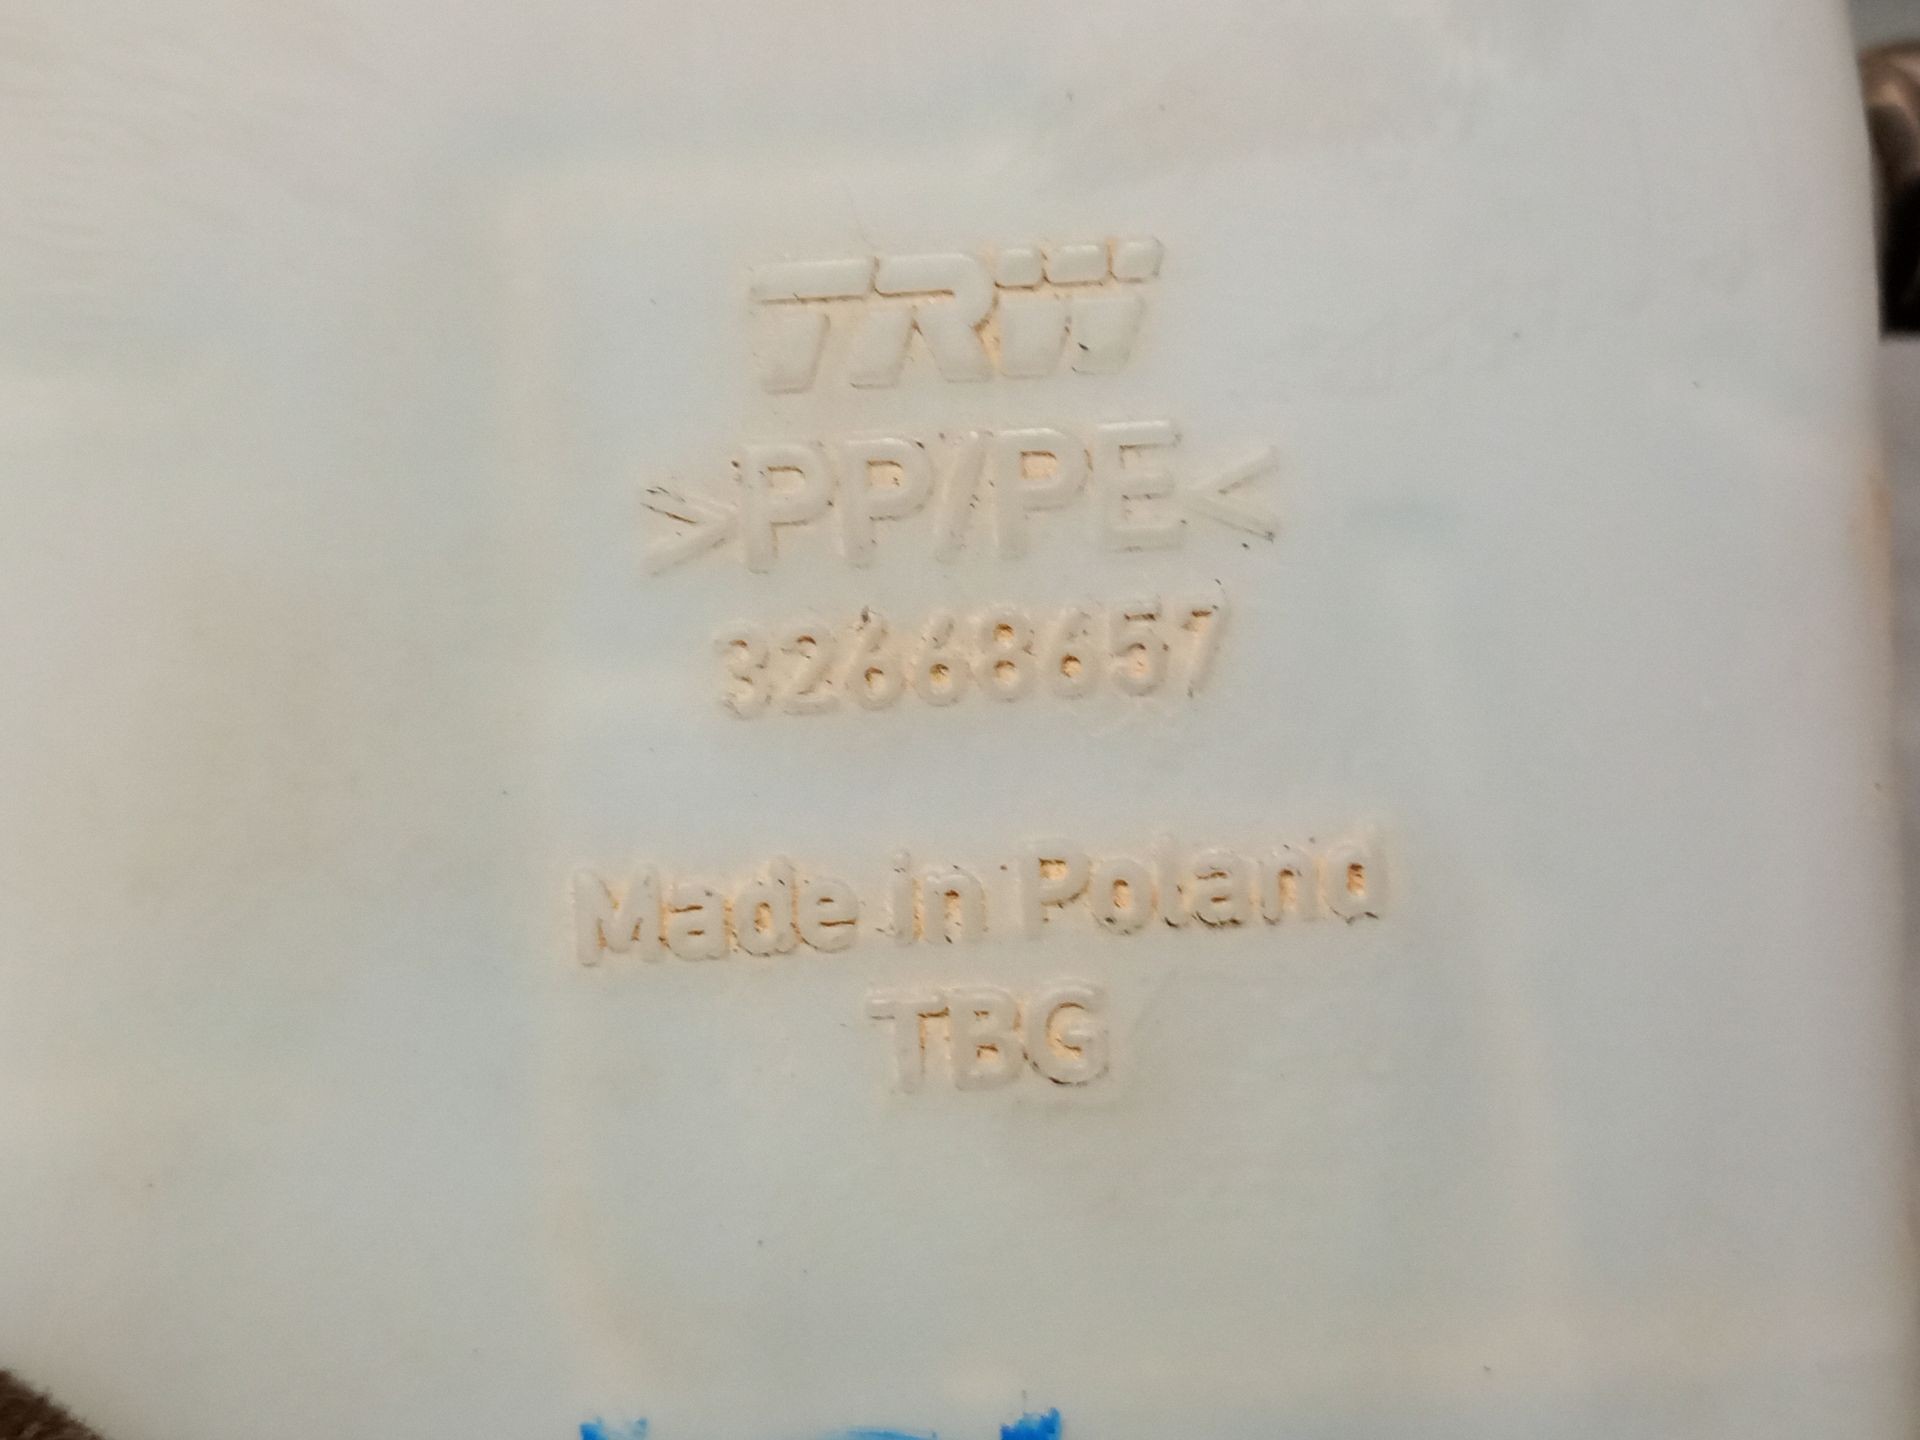 TRW
>PP/PE<
32668657
Made in Poland
TBG